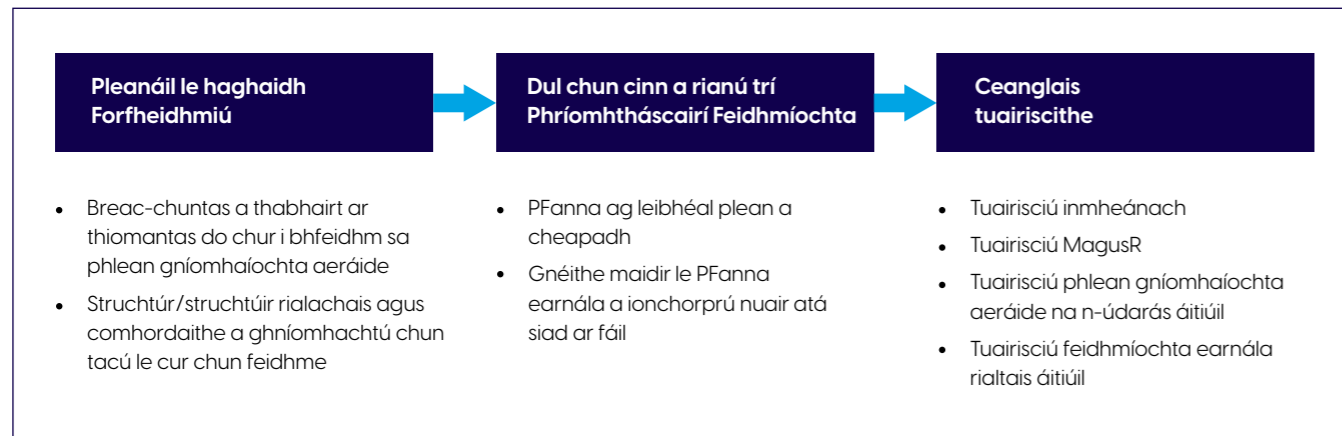 Pleanáil le haghaidh
Forfheidhmiú
Dul chun cinn a rianú trí
Phríomhtháscairí Feidhmíochta
Ceanglais
tuairiscithe
• Breac-chuntas a thabhairt ar
thiomantas do chur i bhfeidhm sa
phlean gníomhaíochta aeráide
• Struchtúr/struchtúir rialachais agus
comhordaithe a ghníomhachtú chun
tacú le cur chun feidhme
• PFanna ag leibhéal plean a
cheapadh
• Gnéithe maidir le PFanna
earnála a ionchorprú nuair atá
siad ar fáil
• Tuairisciú inmheánach
• Tuairisciú MagusR
• Tuairisciú phlean gníomhaíochta
aeráide na n-údarás áitiúil
• Tuairisciú feidhmíochta earnála
rialtais áitiúil